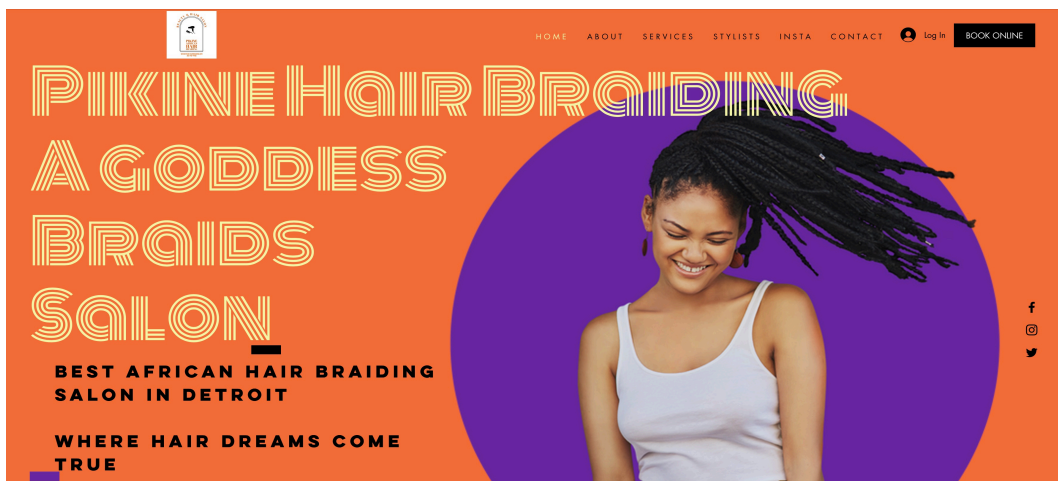 HOME ABOUT SERVICES STYLISTS INSTA CONTACT Log In BOOK ONLINE
Pikine Hair Braiding
A goddess
Braids
Salon
BEST AFRICAN HAIR BRAIDING
SALON IN DETROIT
WHERE HAIR DREAMS COME
TRUE